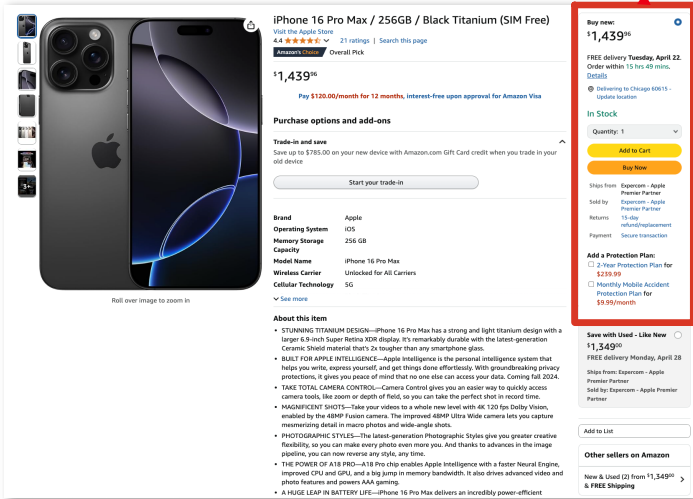 iPhone 16 Pro Max / 256GB / Black Titanium (SIM Free)
Visit the Apple Store
4.4
21 ratings | Search this page
Amazon's Choice Overall Pick
$1,43996
Pay $120.00/month for 12 months, interest-free upon approval for Amazon Visa
Purchase options and add-ons
Trade-in and save
Save up to $785.00 on your new device with Amazon.com Gift Card credit when you trade in your
old device
Start your trade-in
Brand Apple
Operating System iOS
Memory Storage 256 GB
Capacity
Model Name iPhone 16 Pro Max
Wireless Carrier Unlocked for All Carriers
Cellular Technology 5G
See more
About this item
• STUNNING TITANIUM DESIGN—iPhone 16 Pro Max has a strong and light titanium design with a
larger 6.9-inch Super Retina XDR display. It's remarkably durable with the latest-generation
Ceramic Shield material that's 2x tougher than any smartphone glass.
• BUILT FOR APPLE INTELLIGENCE—Apple Intelligence is the personal intelligence system that
helps you write, express yourself, and get things done effortlessly. With groundbreaking privacy
protections, it gives you peace of mind that no one else can access your data. Coming fall 2024.
• TAKE TOTAL CAMERA CONTROL—Camera Control gives you an easier way to quickly access
camera tools, like zoom or depth of field, so you can take the perfect shot in record time.
• MAGNIFICENT SHOTS—Take your videos to a whole new level with 4K 120 fps Dolby Vision,
enabled by the 48MP Fusion camera. The improved 48MP Ultra Wide camera lets you capture
mesmerizing detail in macro photos and wide-angle shots.
• PHOTOGRAPHIC STYLES—The latest-generation Photographic Styles give you greater creative
flexibility, so you can make every photo even more you. And thanks to advances in the image
pipeline, you can now reverse any style, any time.
• THE POWER OF A18 PRO—A18 Pro chip enables Apple Intelligence with a faster Neural Engine,
improved CPU and GPU, and a big jump in memory bandwidth. It also drives advanced video and
photo features and powers AAA gaming.
• A HUGE LEAP IN BATTERY LIFE—iPhone 16 Pro Max delivers an incredibly power-efficient
3+
Roll over image to zoom in
Buy new:
$1,43996
FREE delivery Tuesday, April 22.
Order within 15 hrs 49 mins.
Details
Delivering to Chicago 60615 -
Update location
In Stock
Quantity: 1
Add to Cart
Buy Now
Ships from Expercom - Apple
Premier Partner
Sold by Expercom - Apple
Premier Partner
Returns 15-day
refund/replacement
Payment Secure transaction
Add a Protection Plan:
2-Year Protection Plan for
$239.99
Monthly Mobile Accident
Protection Plan for
$9.99/month
Save with Used - Like New
$1,34900
FREE delivery Monday, April 28
Ships from: Expercom - Apple
Premier Partner
Sold by: Expercom - Apple Premier
Partner
Add to List
Other sellers on Amazon
New & Used (2) from $1,34900
& FREE Shipping